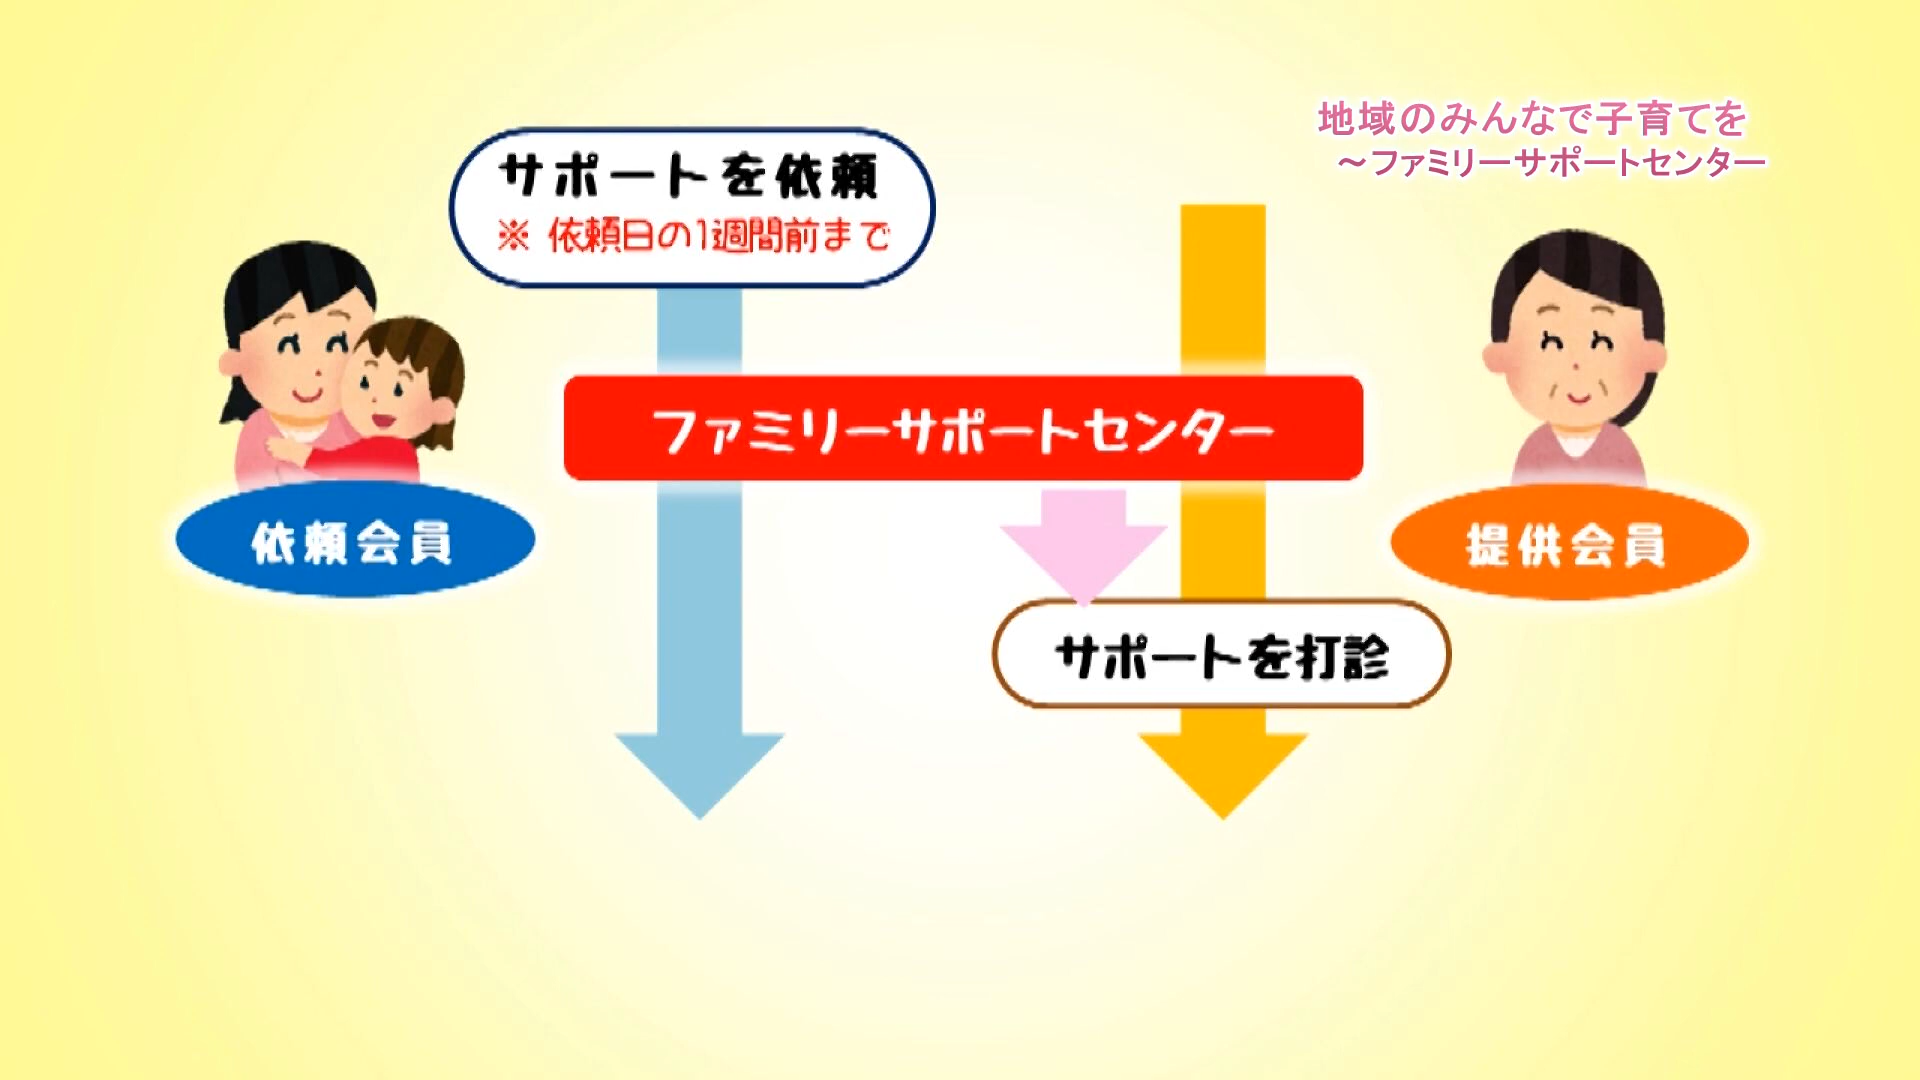 地域のみんなで子育てを
～ファミリーサポートセンター
サポートを依頼
※ 依頼日の1週間前まで
ファミリーサポートセンター
依頼会員
提供会員
サポートを打診